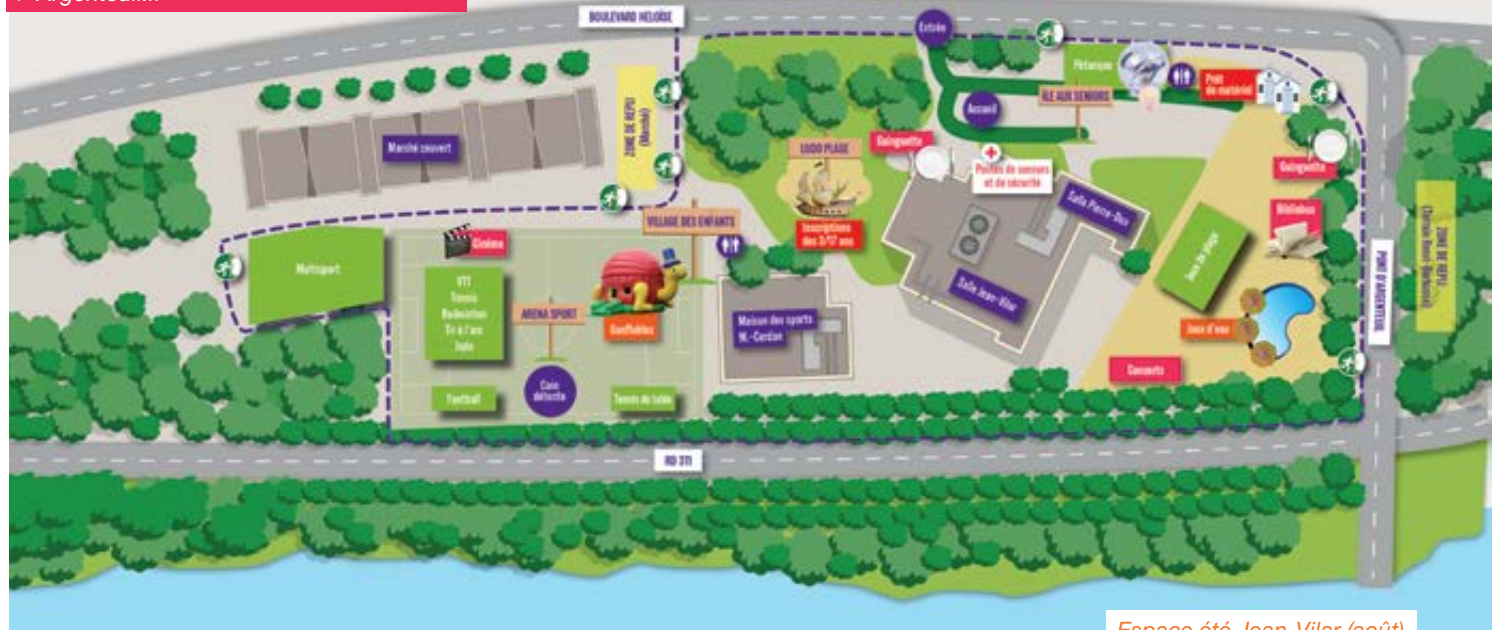 BOULEVARD HELOÏSE
Entrée
Pétanque
Prêt
de matériel
ÎLE AUX SENIORS
Accueil
ZONE DE REPLI
(Marché)
Marché couvert
LUDO PLAGE
Guinguette
Postes de secours
et de sécurité
Guinguette
Salle Pierre-Dux
Bibliobus
VILLAGE DES ENFANTS
Inscriptions
des 3/17 ans
Cinéma
Multisport
VTT
Tennis
Badminton
Tir à l'arc
Judo
ARENA SPORT
Gonflables
Maison des sports
M.-Cerdan
Salle Jean-Vilar
Jeux de plage
Jeux d'eau
PONT D'ARGENTEUIL
ZONE DE REPLI
Concerts
Football
Coin
détente
Tennis de table
RD 311
Espace été Jean-Vilar (août)